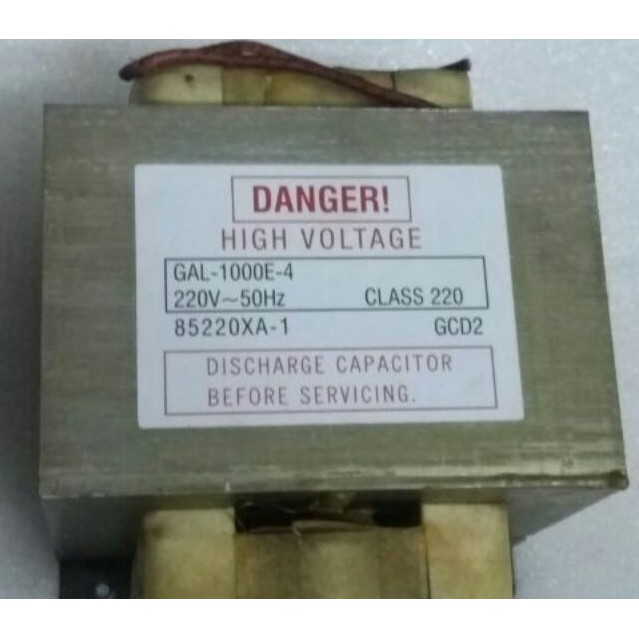 DANGER!
HIGH VOLTAGE
GAL-1000E-4
220V~50Hz CLASS 220
85220XA-1 GCD2
DISCHARGE CAPACITOR
BEFORE SERVICING.